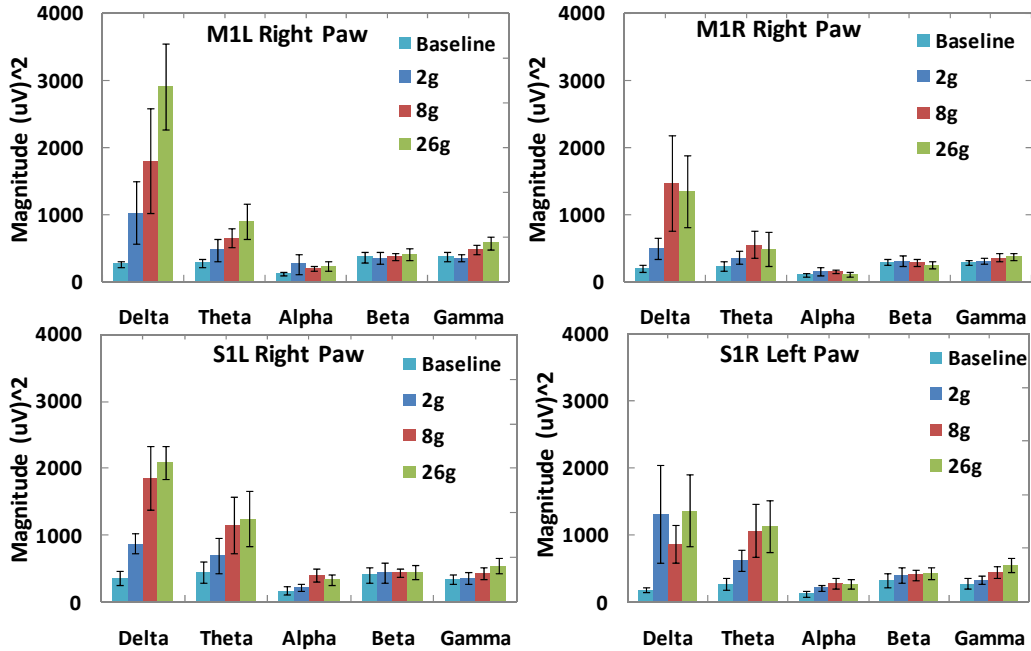 M1L Right Paw
Magnitude (uV)^2
4000
3000
2000
1000
0
Baseline
2g
8g
26g
Delta Theta Alpha Beta Gamma
M1R Right Paw
Magnitude (uV)^2
4000
3000
2000
1000
0
Baseline
2g
8g
26g
Delta Theta Alpha Beta Gamma
S1L Right Paw
Magnitude (uV)^2
4000
3000
2000
1000
0
Baseline
2g
8g
26g
Delta Theta Alpha Beta Gamma
S1R Left Paw
Magnitude (uV)^2
4000
3000
2000
1000
0
Baseline
2g
8g
26g
Delta Theta Alpha Beta Gamma